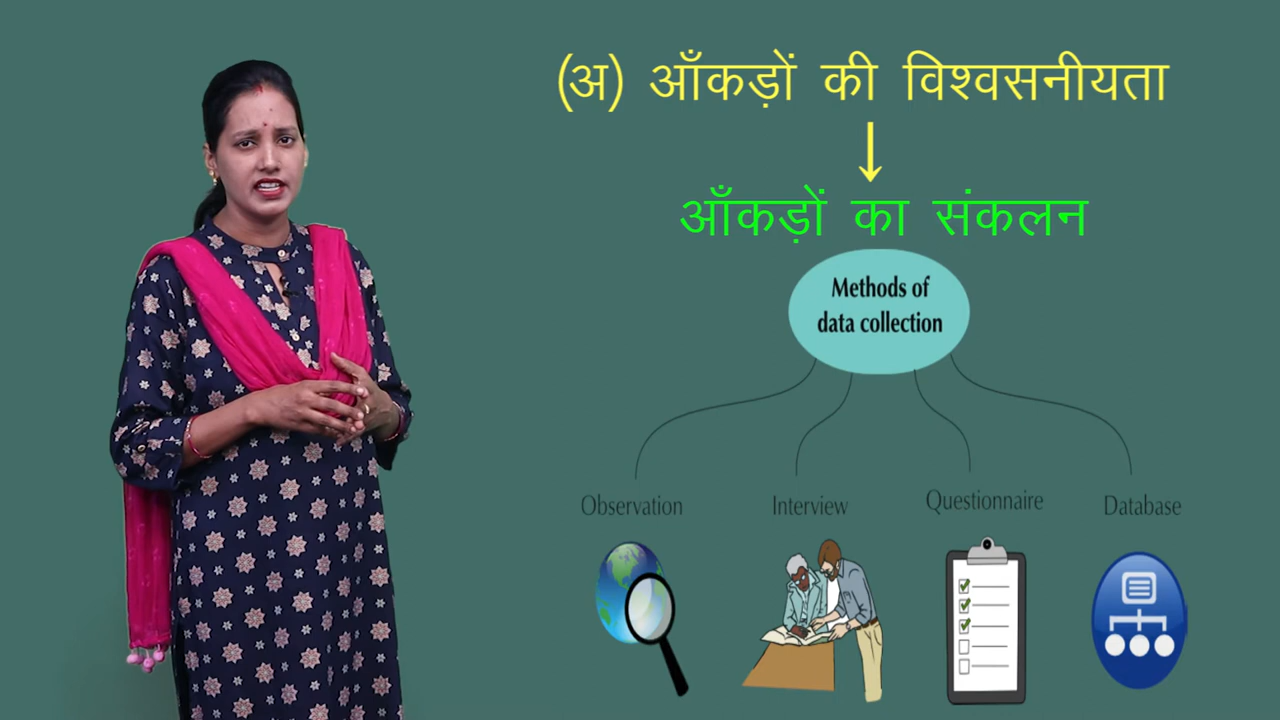 (अ) आँकड़ों की विश्वसनीयता
आँकड़ों का संकलन
Methods of
data collection
Observation
Interview
Questionnaire
Database